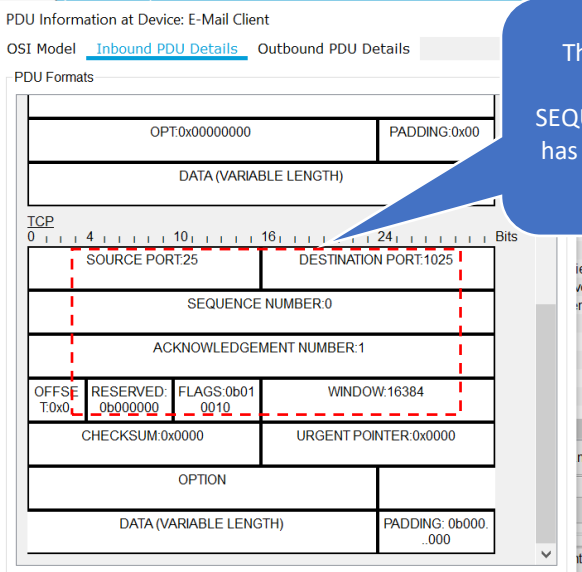 PDU Information at Device: E-Mail Client
OSI Model Inbound PDU Details Outbound PDU Details
PDU Formats
OPT:0x00000000 PADDING:0x00
DATA (VARIABLE LENGTH)
TCP
0 4 10 16 24 Bits
SOURCE PORT:25 DESTINATION PORT:1025
SEQUENCE NUMBER:0
ACKNOWLEDGEMENT NUMBER:1
OFFSE
T:0x0
RESERVED:
0b000000
FLAGS:0b01
0010
WINDOW:16384
CHECKSUM:0x0000 URGENT POINTER:0x0000
OPTION
DATA (VARIABLE LENGTH)
PADDING: 0b000.
..000
Th
SEQU
has